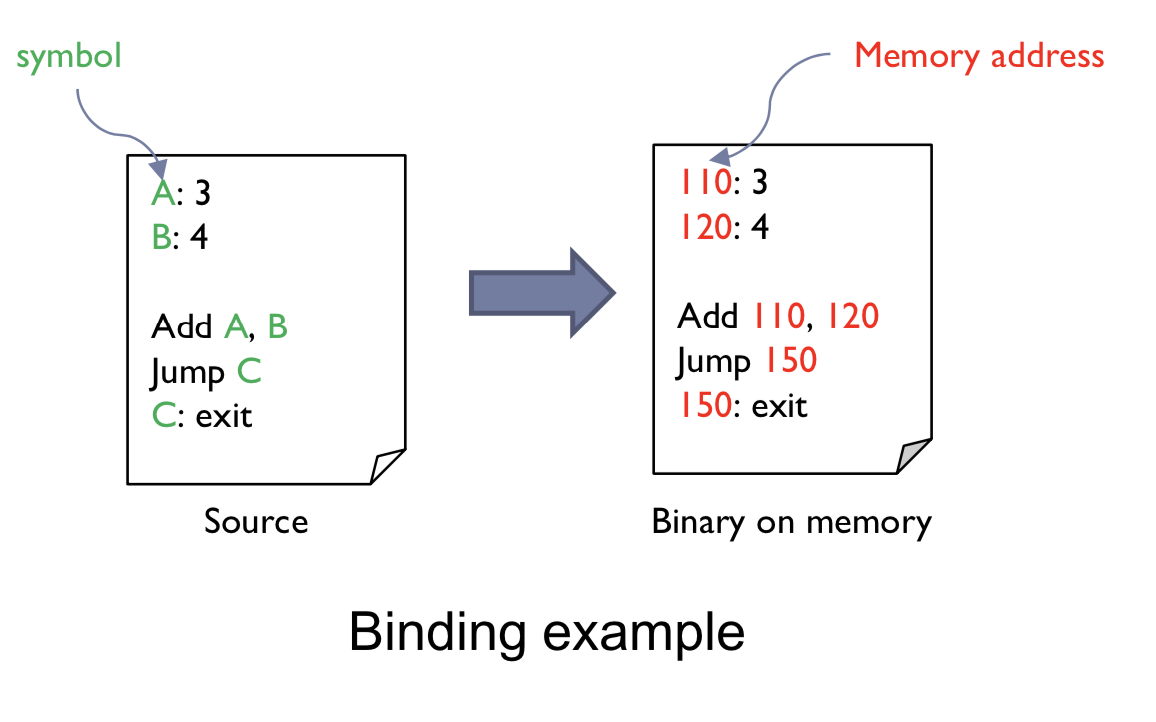 symbol
Memory address
A: 3
B: 4
Add A, B
Jump C
C: exit
Source
110: 3
120: 4
Add 110, 120
Jump 150
150: exit
Binary on memory
Binding example